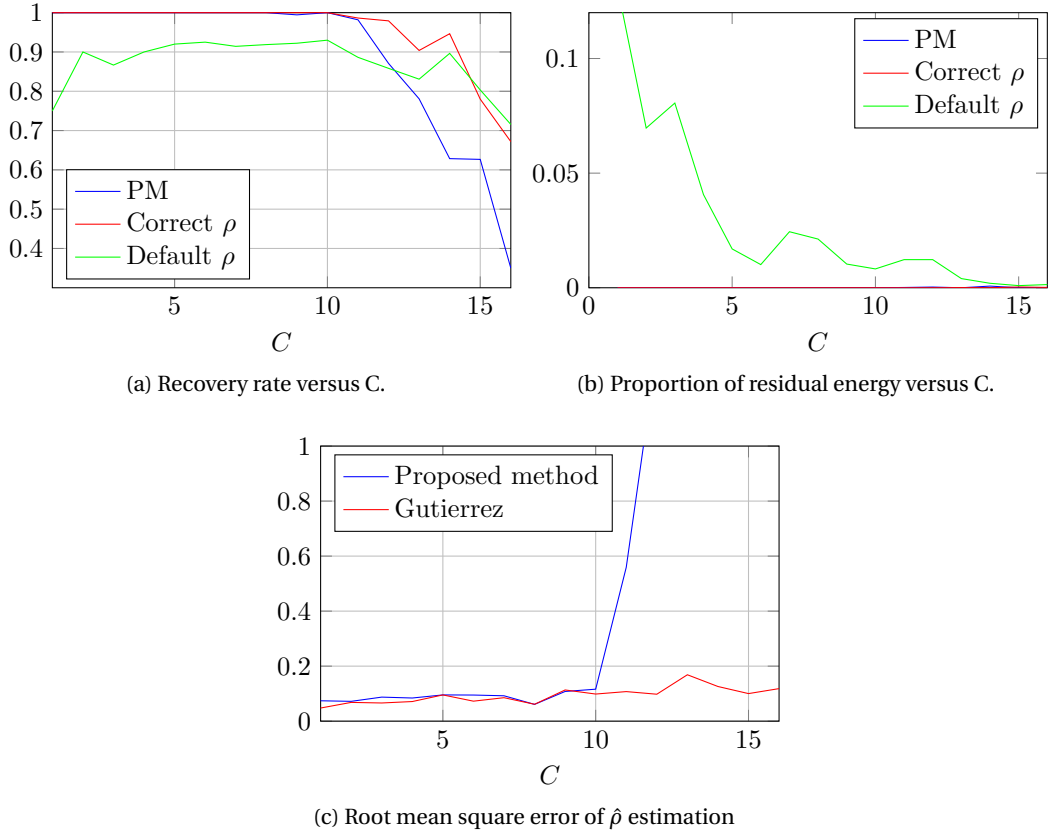 1
0.9
0.8
0.7
0.6
0.5
0.4
5
10
15
PM
Correct ρ
Default ρ
C
(a) Recovery rate versus C.
0.1
0.05
0
0
5
10
15
PM
Correct ρ
Default ρ
C
(b) Proportion of residual energy versus C.
1
0.8
0.6
0.4
0.2
0
5
10
15
Proposed method
Gutierrez
C
(c) Root mean square error of ρ̂ estimation